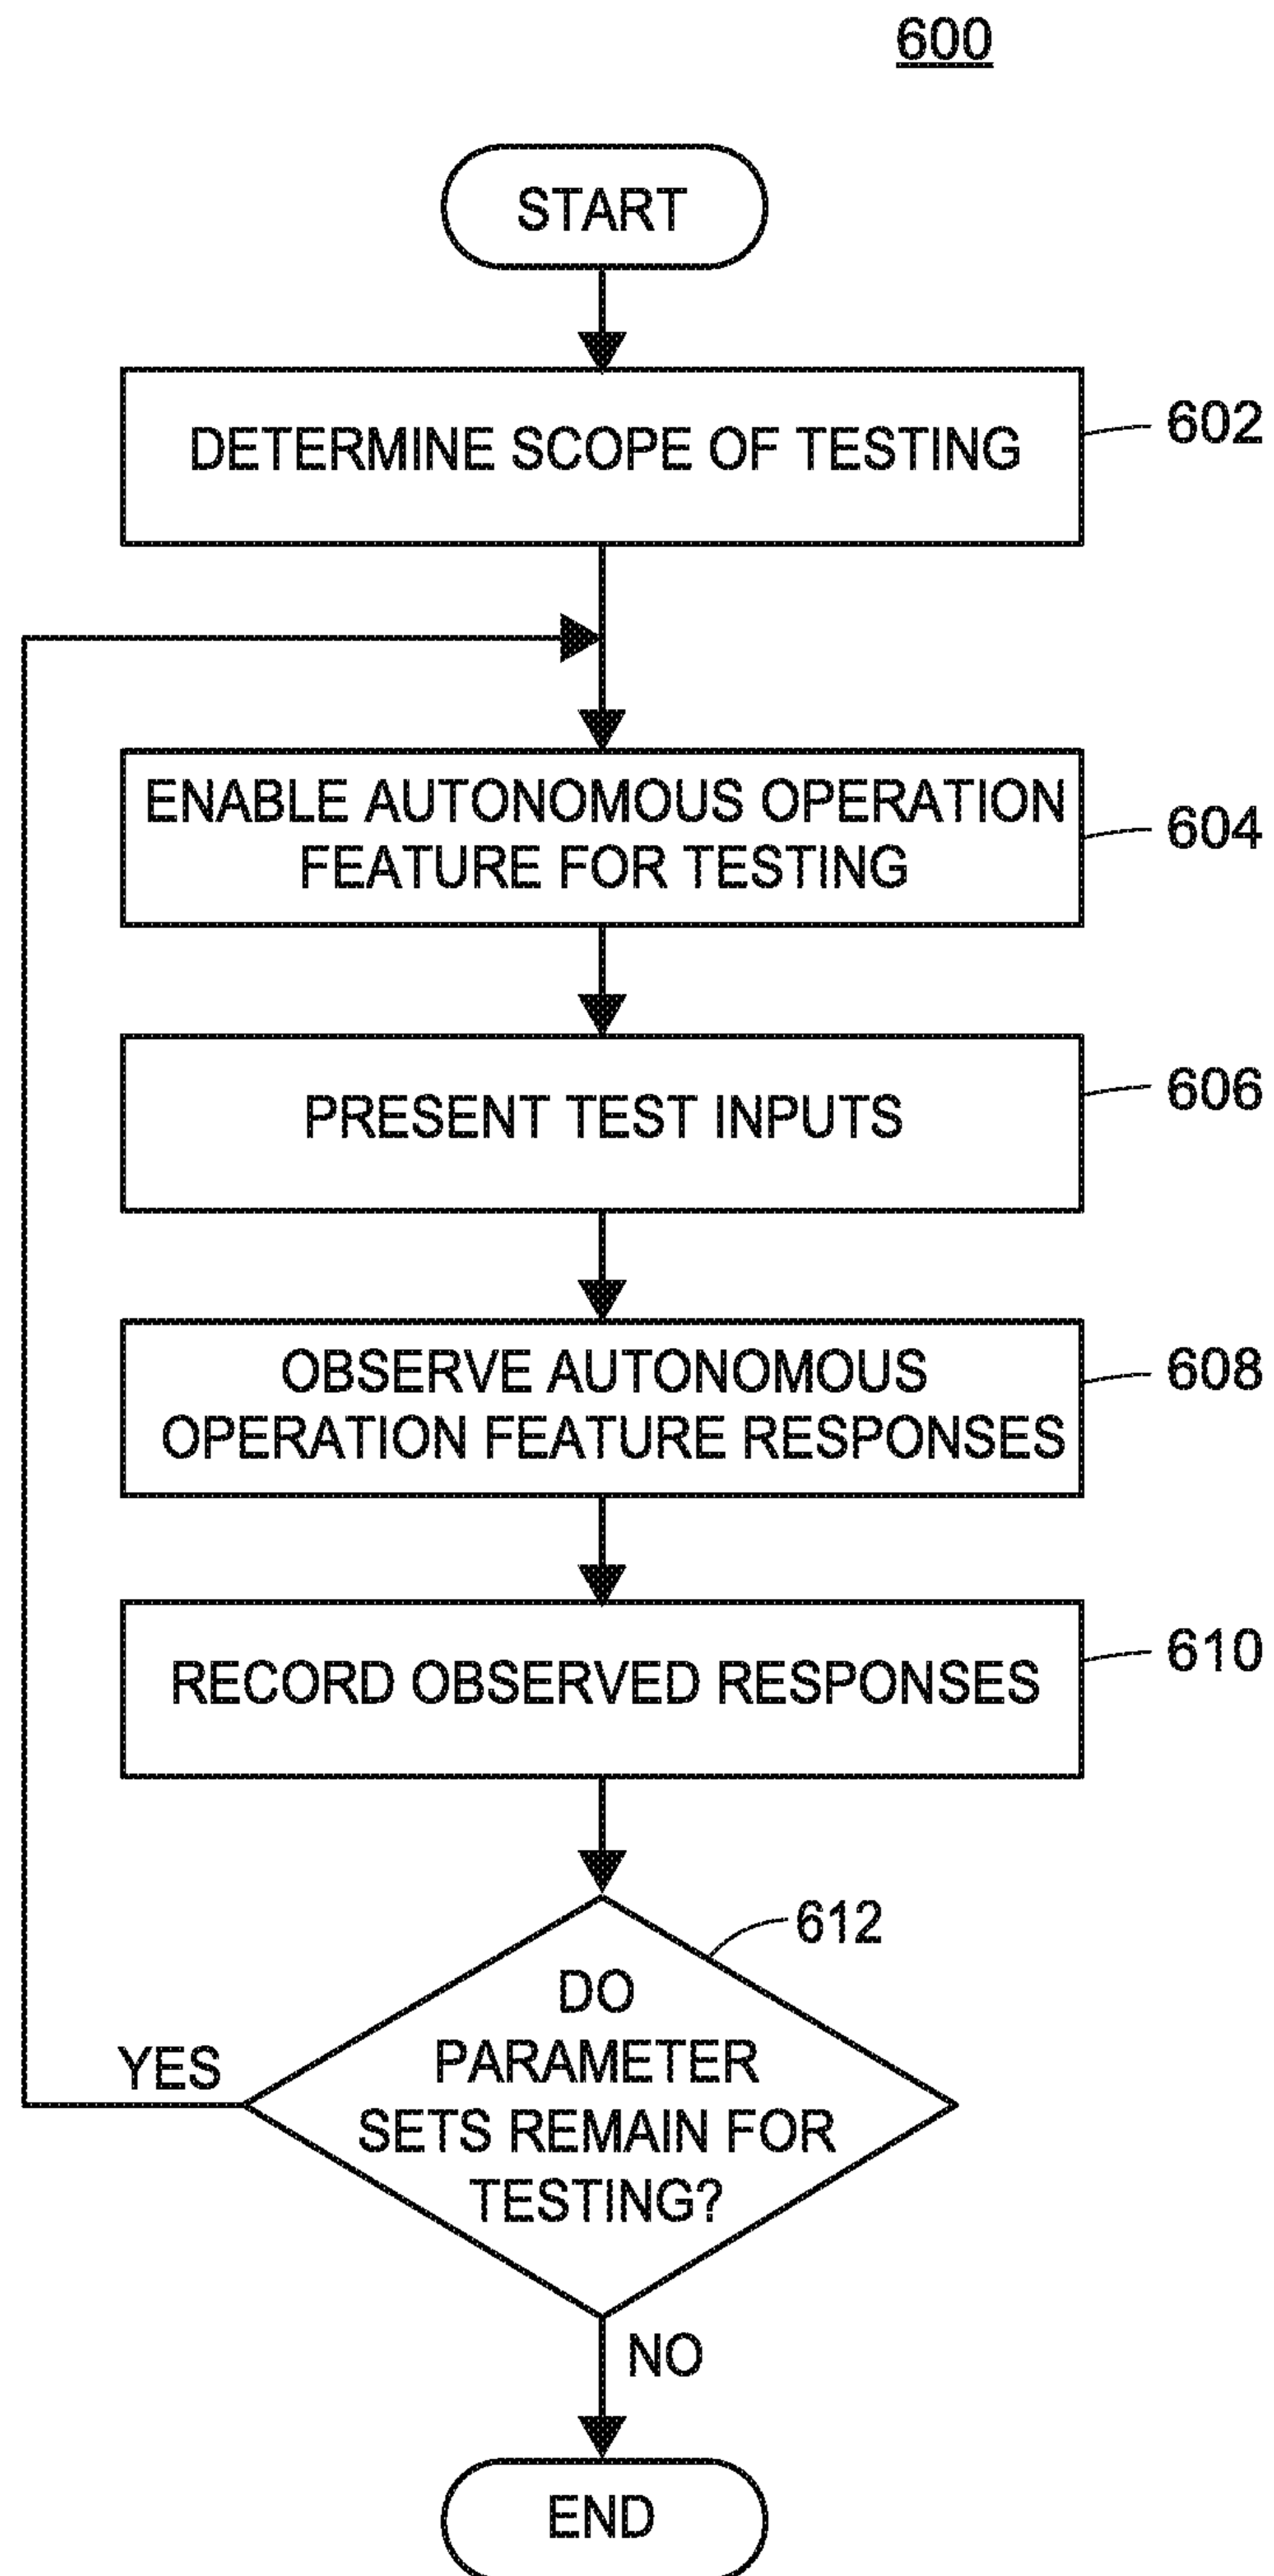 600
START
DETERMINE SCOPE OF TESTING
602
ENABLE AUTONOMOUS OPERATION
FEATURE FOR TESTING
604
PRESENT TEST INPUTS
606
OBSERVE AUTONOMOUS
OPERATION FEATURE RESPONSES
608
RECORD OBSERVED RESPONSES
610
612
DO
PARAMETER
SETS REMAIN FOR
TESTING?
YES
NO
END